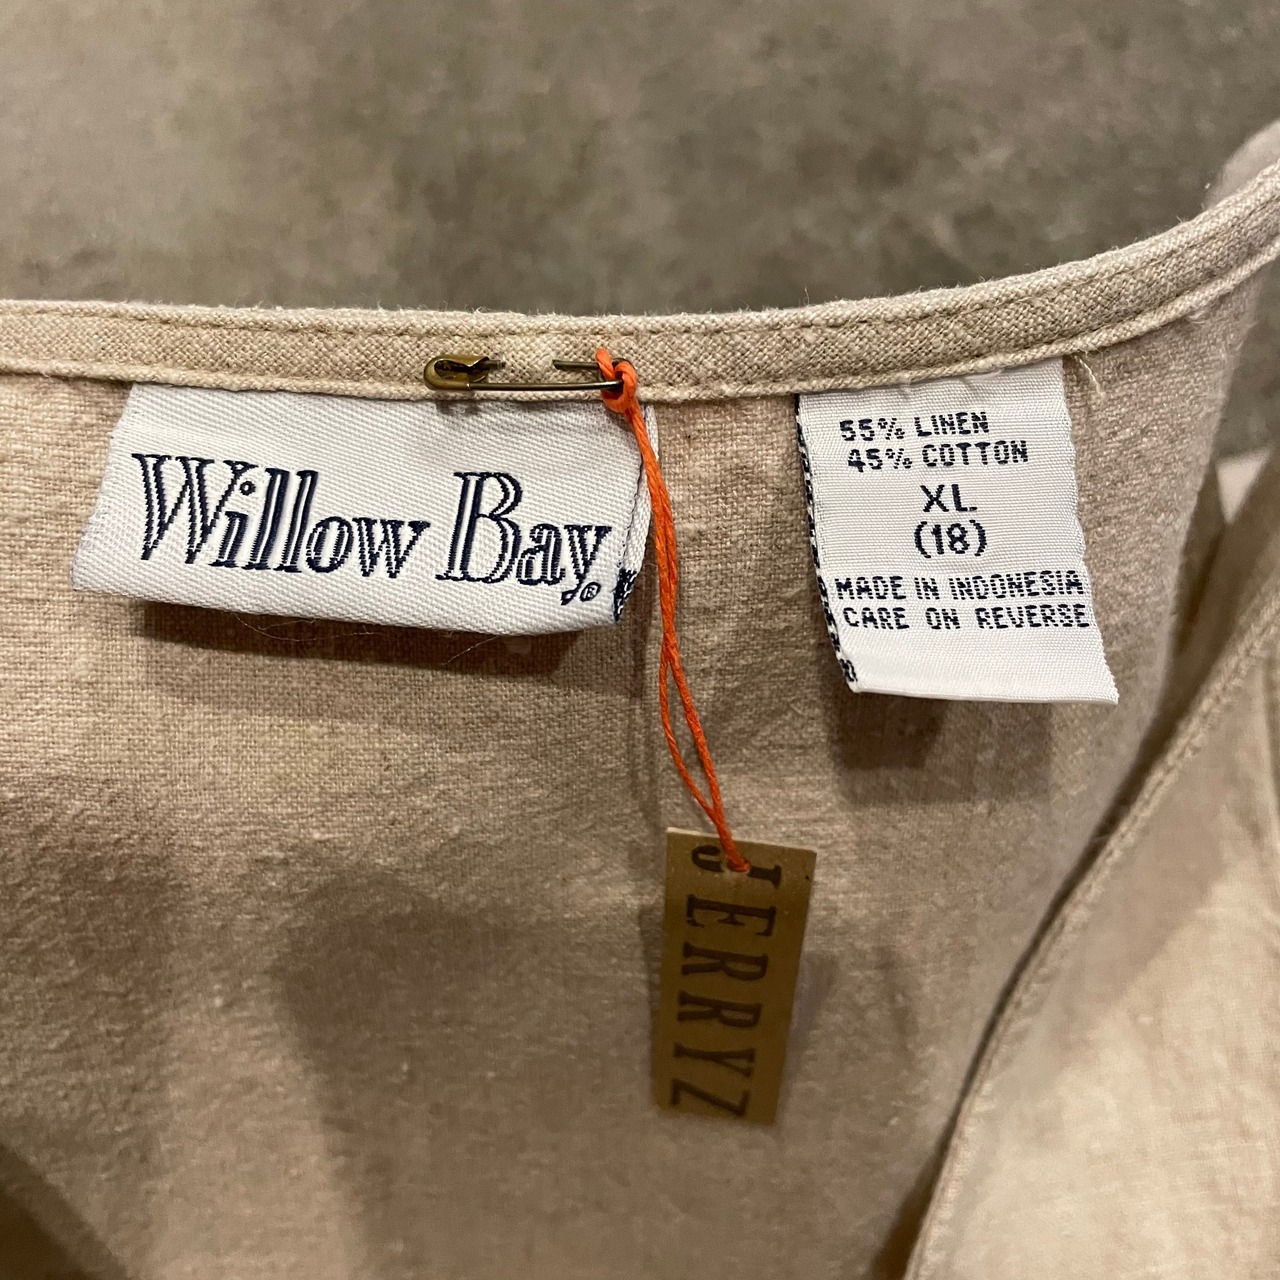 Willow Bay®
55% LINEN
45% COTTON
XL
(18)
MADE IN INDONESIA
CARE ON REVERSE
JERRYZ